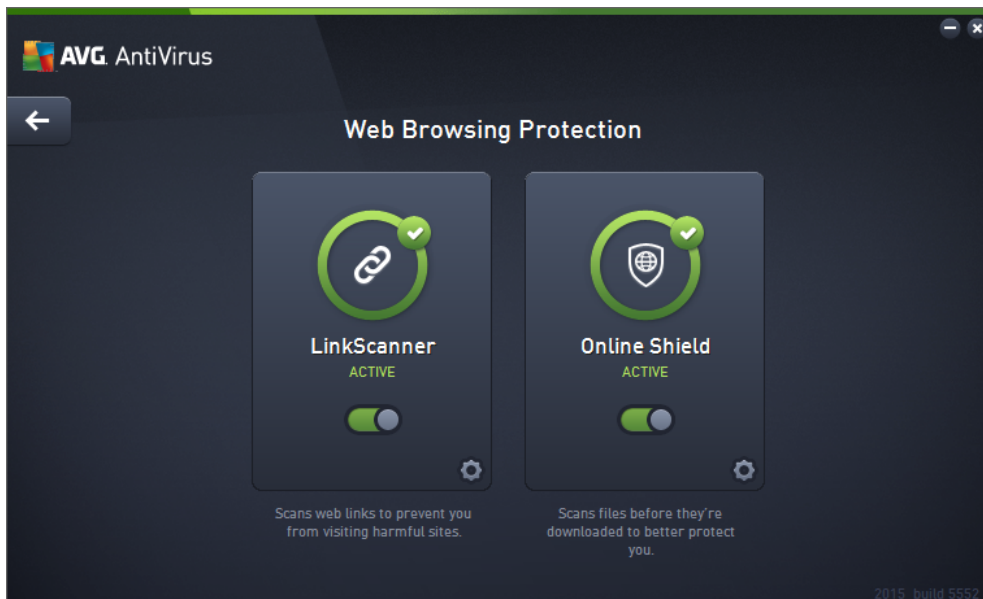 AVG. AntiVirus
Web Browsing Protection
LinkScanner
ACTIVE
Scans web links to prevent you
from visiting harmful sites.
Online Shield
ACTIVE
Scans files before they're
downloaded to better protect
you.
2015 build 5552